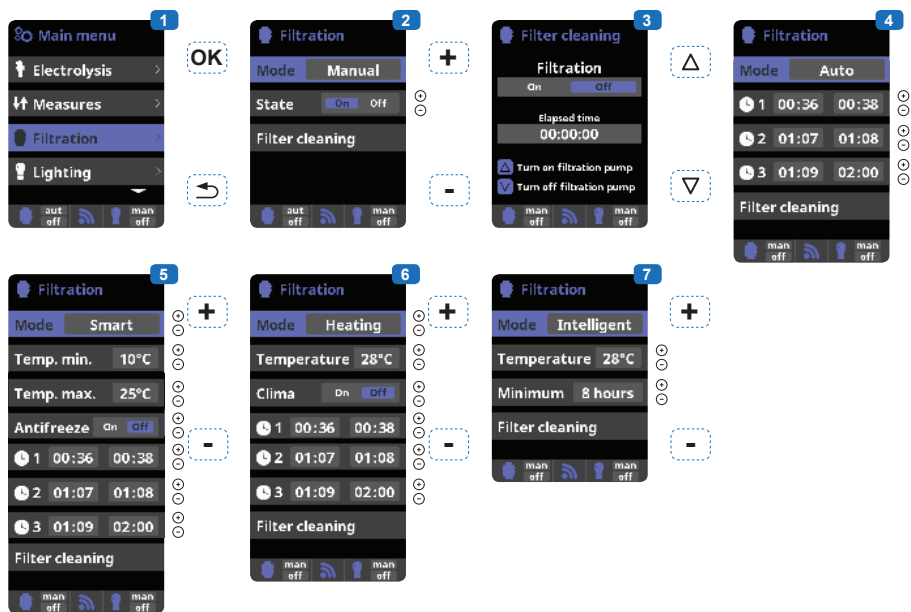 1
Main menu
Electrolysis
Measures
Filtration
Lighting
aut off man off
OK
2
Filtration
Mode Manual
State On Off
Filter cleaning
aut off man off
+
-
3
Filter cleaning
Filtration
On Off
Elapsed time
00:00:00
Turn on filtration pump
Turn off filtration pump
man off man off
4
Filtration
Mode Auto
1 00:36 00:38
2 01:07 01:08
3 01:09 02:00
Filter cleaning
man off man off
5
Filtration
Mode Smart
Temp. min. 10°C
Temp. max. 25°C
Antifreeze On Off
1 00:36 00:38
2 01:07 01:08
3 01:09 02:00
Filter cleaning
man off man off
+
-
6
Filtration
Mode Heating
Temperature 28°C
Clima On Off
1 00:36 00:38
2 01:07 01:08
3 01:09 02:00
Filter cleaning
man off man off
+
-
7
Filtration
Mode Intelligent
Temperature 28°C
Minimum 8 hours
Filter cleaning
man off man off
+
-